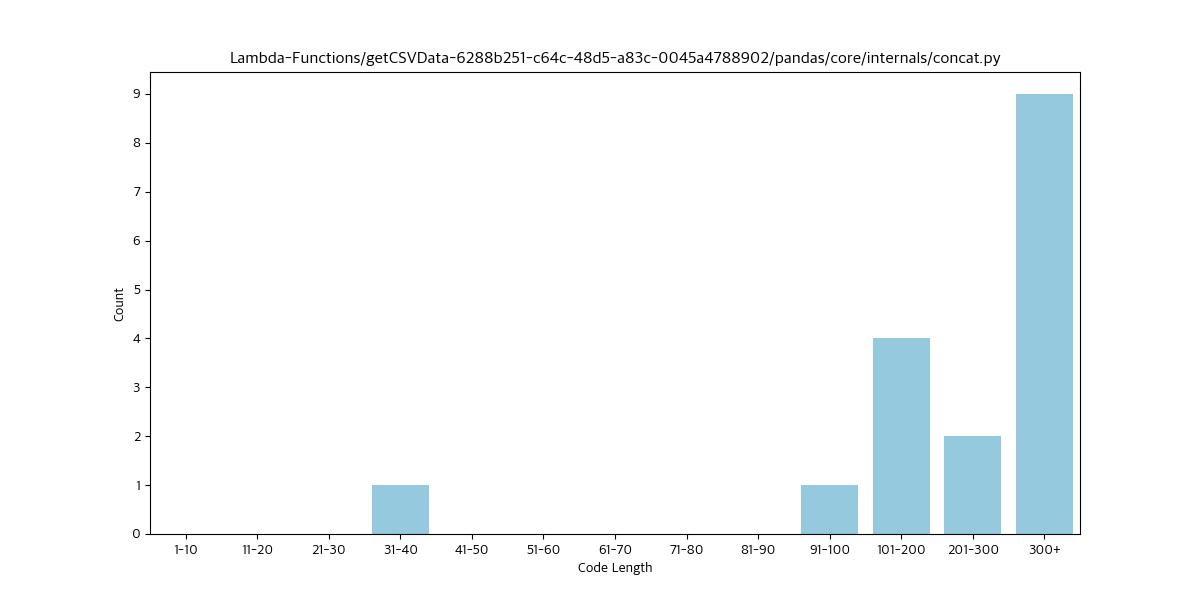 Lambda-Functions/getCSVData-6288b251-c64c-48d5-a83c-0045a4788902/pandas/core/internals/concat.py
9
8
7
6
5
4
3
2
1
0
Count
1-10 11-20 21-30 31-40 41-50 51-60 61-70 71-80 81-90 91-100 101-200 201-300 300+
Code Length